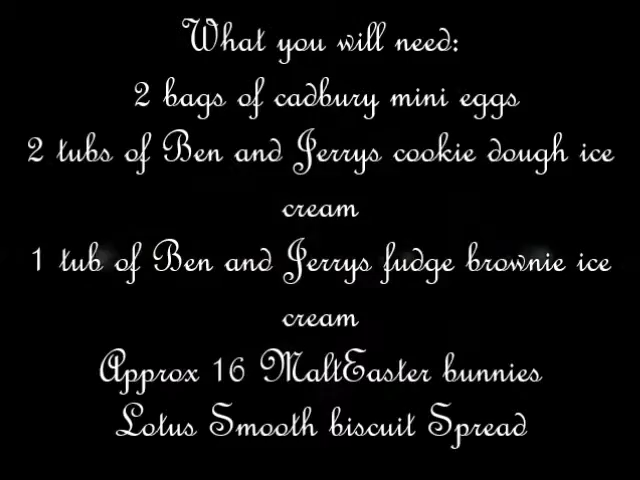 What you will need:
2 bags of cadbury mini eggs
2 tubs of Ben and Jerrys cookie dough ice
cream
1 tub of Ben and Jerrys fudge brownie ice
cream
Approx 16 MaltEaster bunnies
Lotus Smooth biscuit Spread